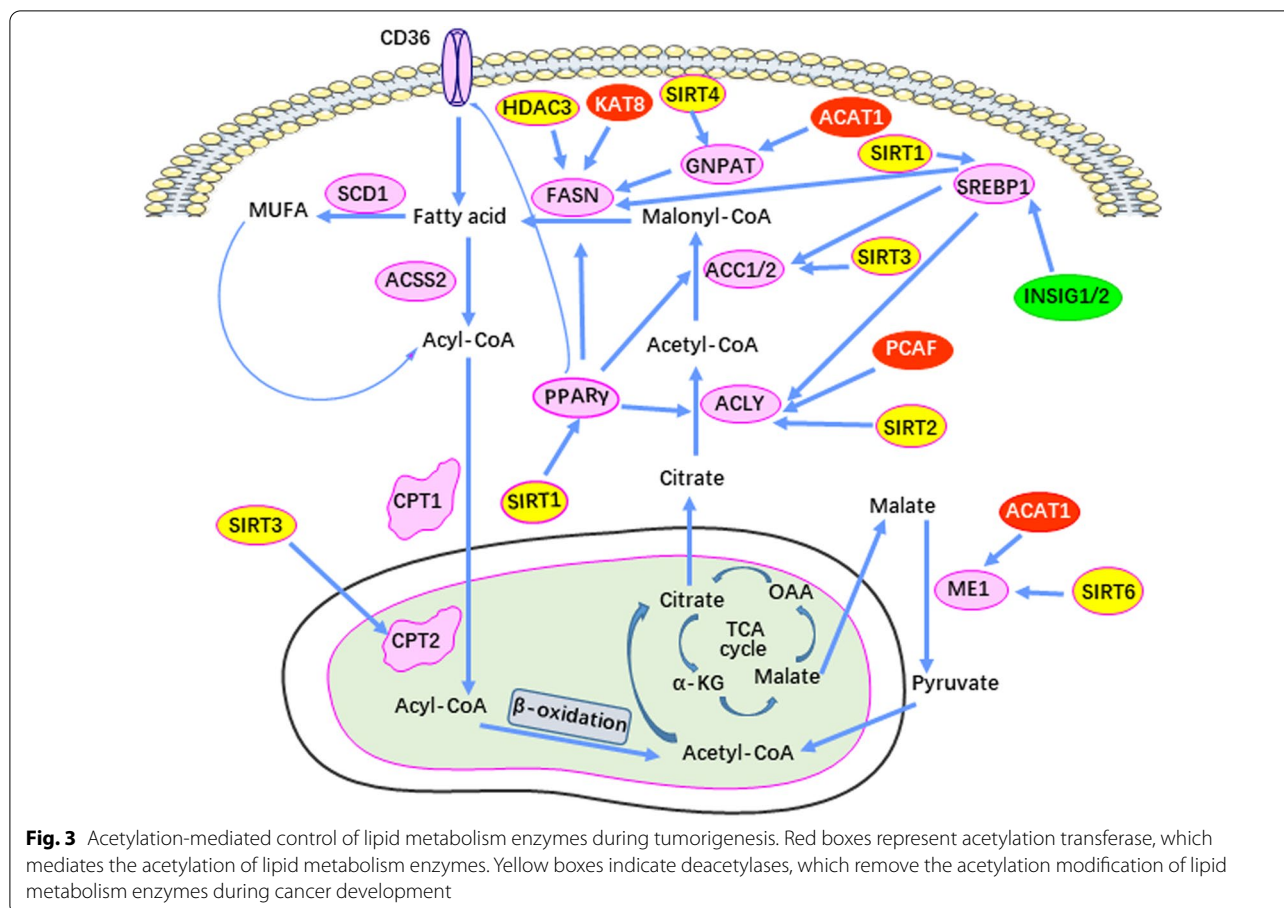 CD36
HDAC3
KAT8
SIRT4
ACAT1
SIRT1
GNPAT
SREBP1
FASN
SCD1
MUFA
Fatty acid
Malonyl-CoA
ACSS2
ACC1/2
SIRT3
INSIG1/2
Acyl-CoA
Acetyl-CoA
PCAF
PPARγ
ACLY
SIRT2
Citrate
CPT1
SIRT1
Malate
ACAT1
SIRT3
Citrate
OAA
ME1
SIRT6
TCA
cycle
CPT2
α-KG
Malate
Pyruvate
Acyl-CoA
β-oxidation
Acetyl-CoA
Fig. 3 Acetylation-mediated control of lipid metabolism enzymes during tumorigenesis. Red boxes represent acetylation transferase, which
mediates the acetylation of lipid metabolism enzymes. Yellow boxes indicate deacetylases, which remove the acetylation modification of lipid
metabolism enzymes during cancer development